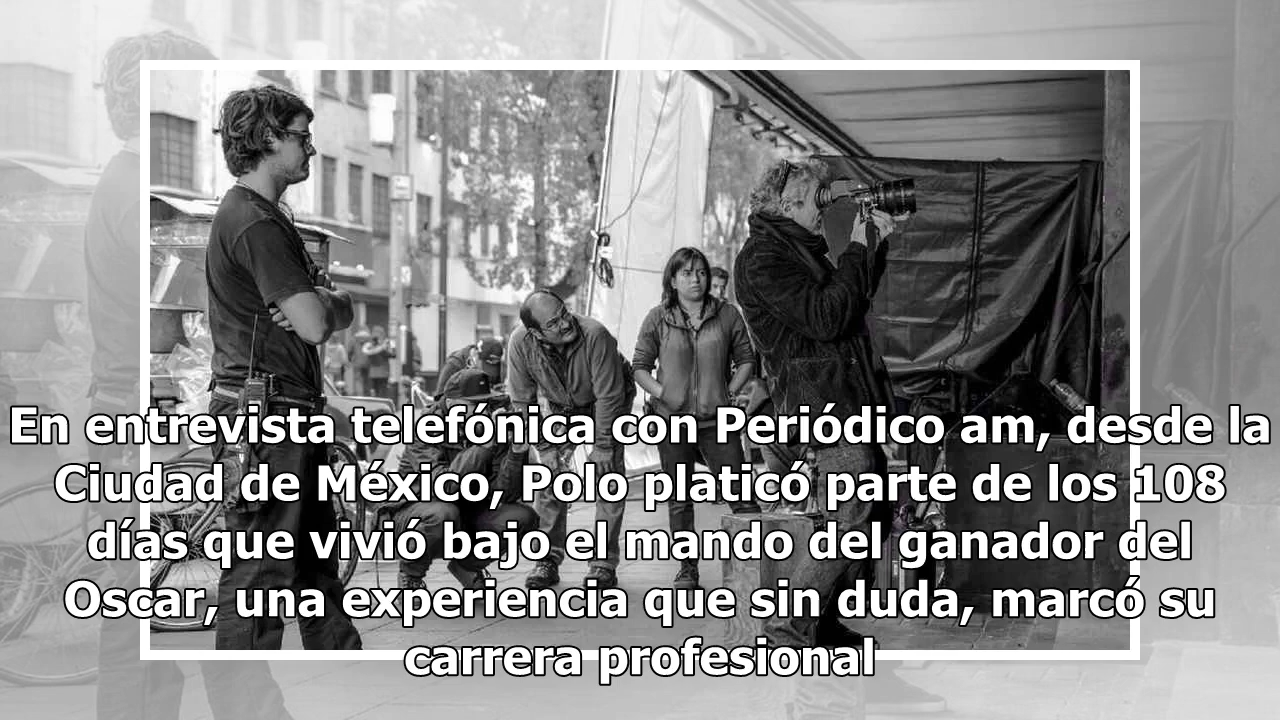 En entrevista telefónica con Periódico am, desde la
Ciudad de México, Polo platicó parte de los 108
días que vivió bajo el mando del ganador del
Oscar, una experiencia que sin duda, marcó su
carrera profesional